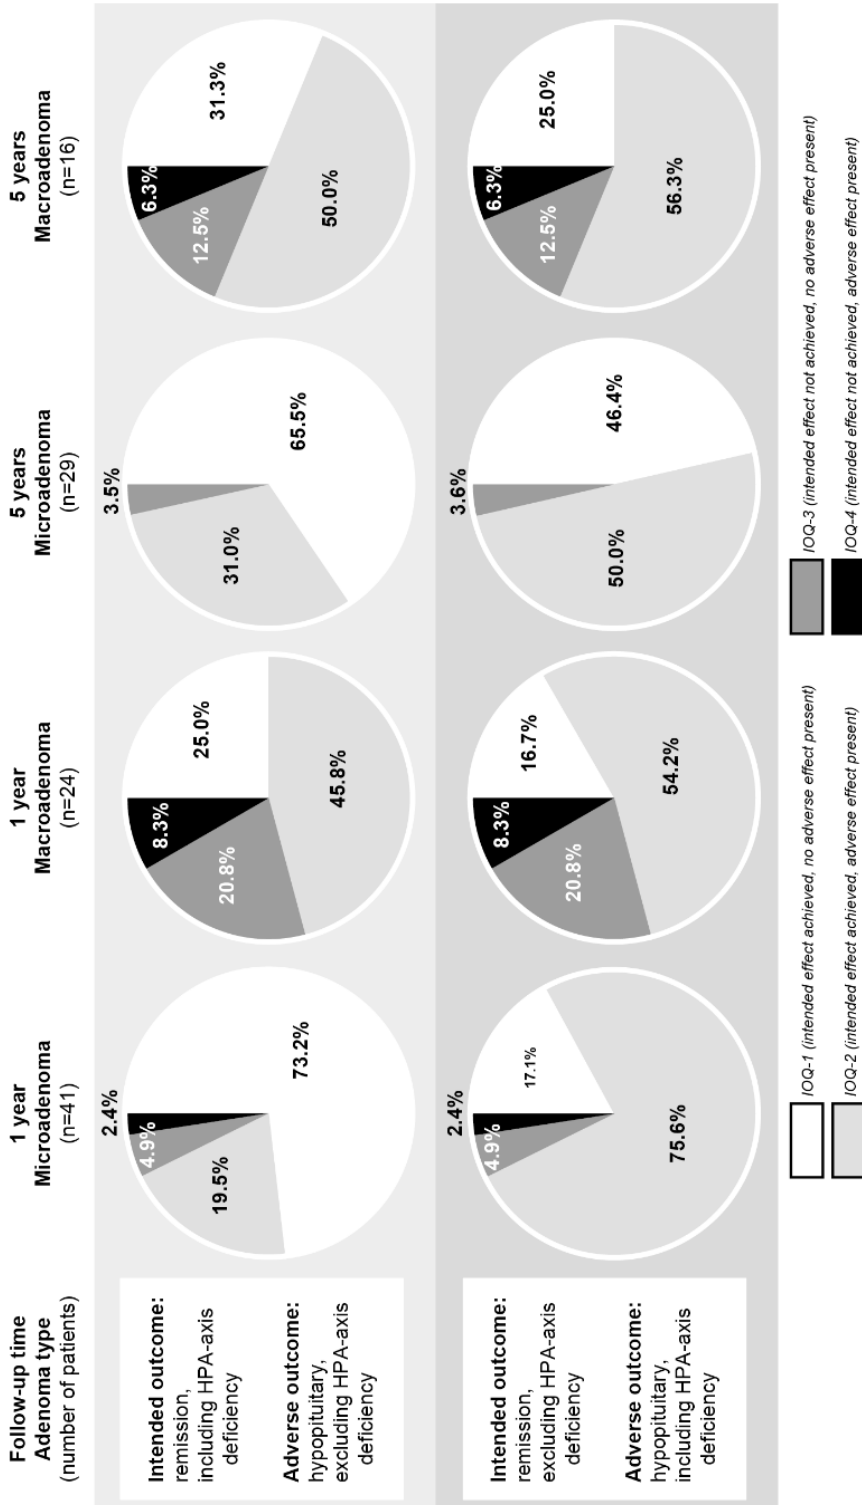 Follow-up time
Adenoma type
(number of patients)
1 year
Microadenoma
(n=41)
1 year
Macroadenoma
(n=24)
5 years
Microadenoma
(n=29)
5 years
Macroadenoma
(n=16)
Intended outcome:
remission,
including HPA-axis
deficiency
Adverse outcome:
hypopituitary,
excluding HPA-axis
deficiency
2.4%
4.9%
19.5%
73.2%
8.3%
20.8%
25.0%
45.8%
3.5%
31.0%
65.5%
6.3%
12.5%
31.3%
50.0%
Intended outcome:
remission,
excluding HPA-axis
deficiency
Adverse outcome:
hypopituitary,
including HPA-axis
deficiency
2.4%
4.9%
17.1%
75.6%
8.3%
20.8%
16.7%
54.2%
3.6%
50.0%
46.4%
6.3%
12.5%
25.0%
56.3%
IOQ-1 (intended effect achieved, no adverse effect present)
IOQ-2 (intended effect achieved, adverse effect present)
IOQ-3 (intended effect not achieved, no adverse effect present)
IOQ-4 (intended effect not achieved, adverse effect present)